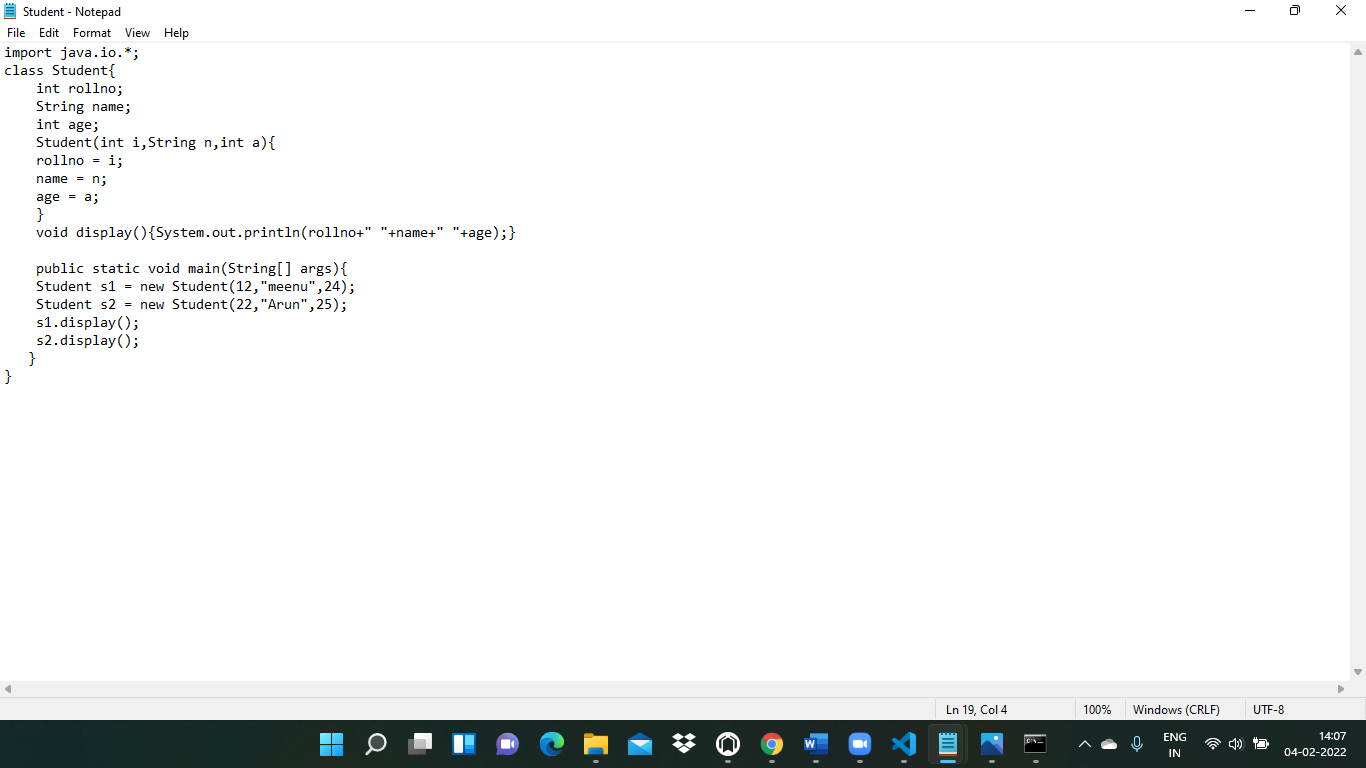 Student - Notepad
File Edit Format View Help
import java.io.*;
class Student{
    int rollno;
    String name;
    int age;
    Student(int i,String n,int a){
    rollno = i;
    name = n;
    age = a;
    }
    void display(){System.out.println(rollno+" "+name+" "+age);}

    public static void main(String[] args){
    Student s1 = new Student(12,"meenu",24);
    Student s2 = new Student(22,"Arun",25);
    s1.display();
    s2.display();
   }
}
Ln 19, Col 4 100% Windows (CRLF) UTF-8
ENG 14:07
IN 04-02-2022